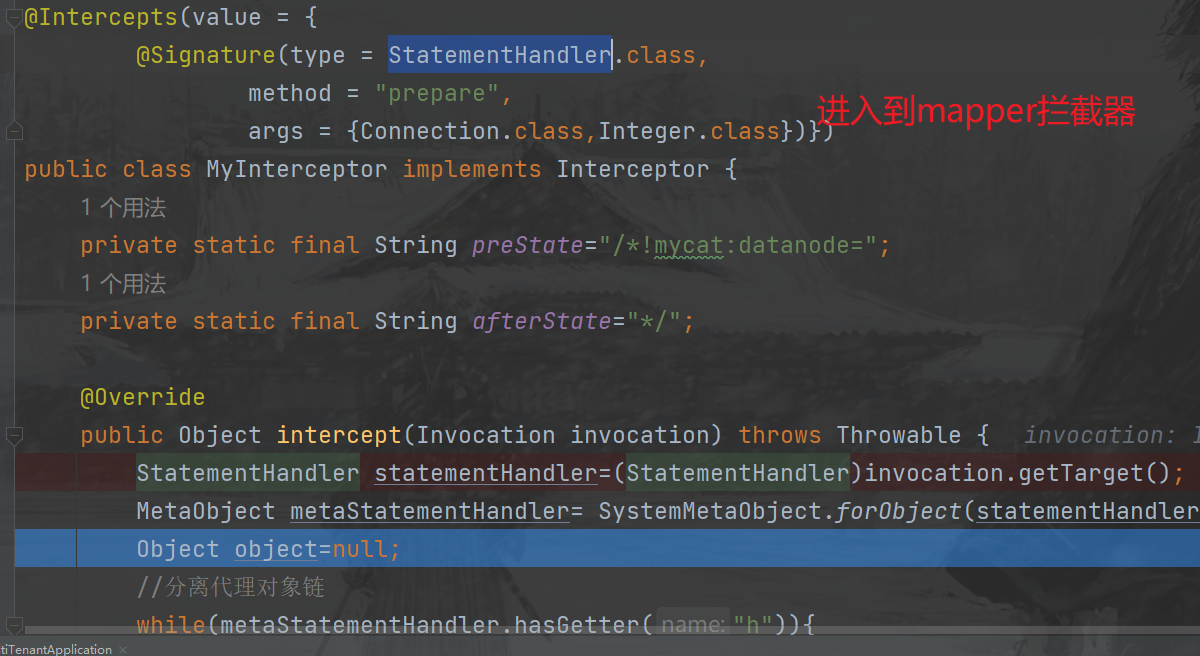 @Intercepts(value = {
@Signature(type = StatementHandler.class,
method = "prepare",
args = {Connection.class,Integer.class})})
进入到mapper拦截器
public class MyInterceptor implements Interceptor {
1 个用法
private static final String preState="/*!mycat:datanode=";
1 个用法
private static final String afterState="*/";
@Override
public Object intercept(Invocation invocation) throws Throwable { invocation:
StatementHandler statementHandler=(StatementHandler)invocation.getTarget();
MetaObject metaStatementHandler= SystemMetaObject.forObject(statementHandler
Object object=null;
//分离代理对象链
while(metaStatementHandler.hasGetter( name: "h")){
tiTenantApplication ×